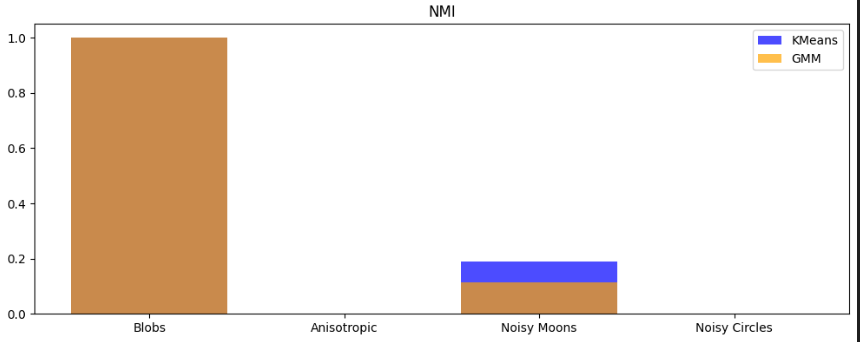 NMI
1.0
0.8
0.6
0.4
0.2
0.0
KMeans
GMM
Blobs
Anisotropic
Noisy Moons
Noisy Circles